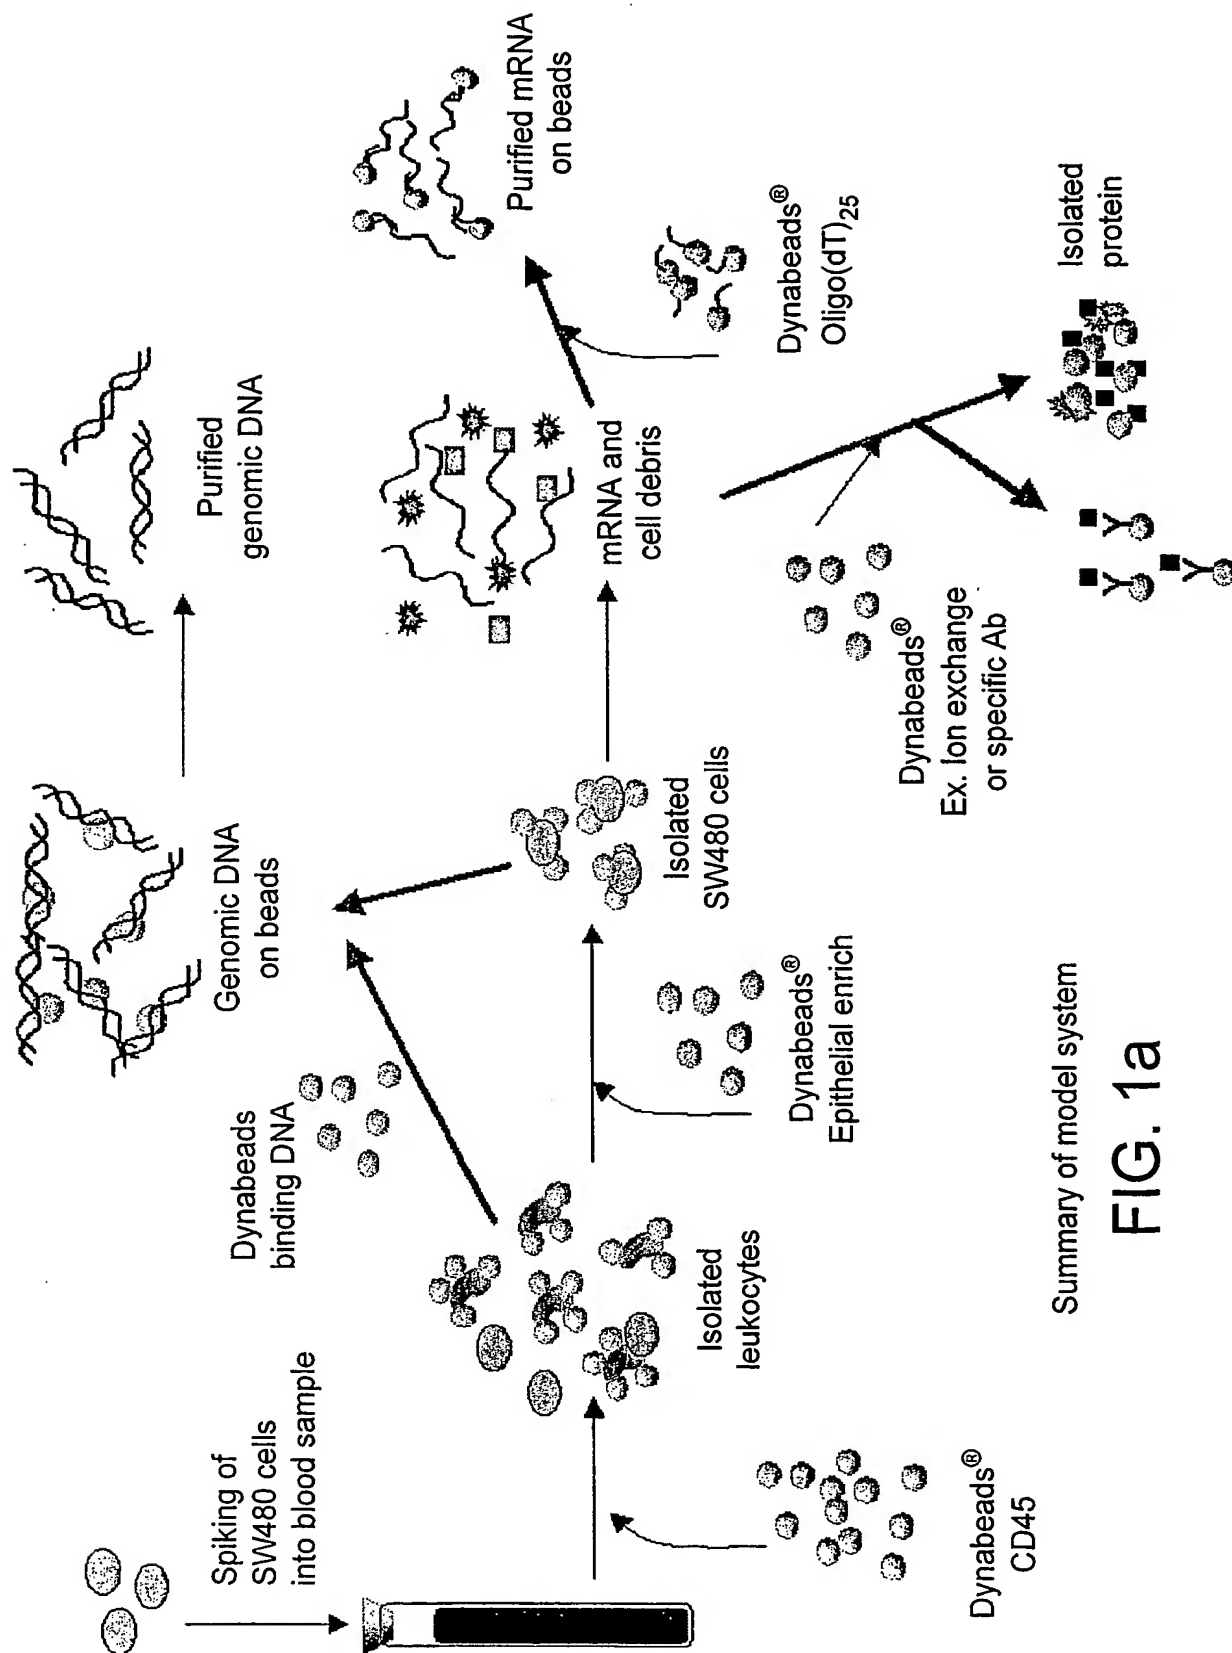 Spiking of
SW480 cells
into blood sample
Dynabeads®
CD45
Isolated
leukocytes
Dynabeads
binding DNA
Dynabeads®
Epithelial enrich
Genomic DNA
on beads
Purified
genomic DNA
Isolated
SW480 cells
mRNA and
cell debris
Dynabeads®
Ex. Ion exchange
or specific Ab
Dynabeads®
Oligo(dT)25
Purified mRNA
on beads
Isolated
protein
Summary of model system
FIG. 1a